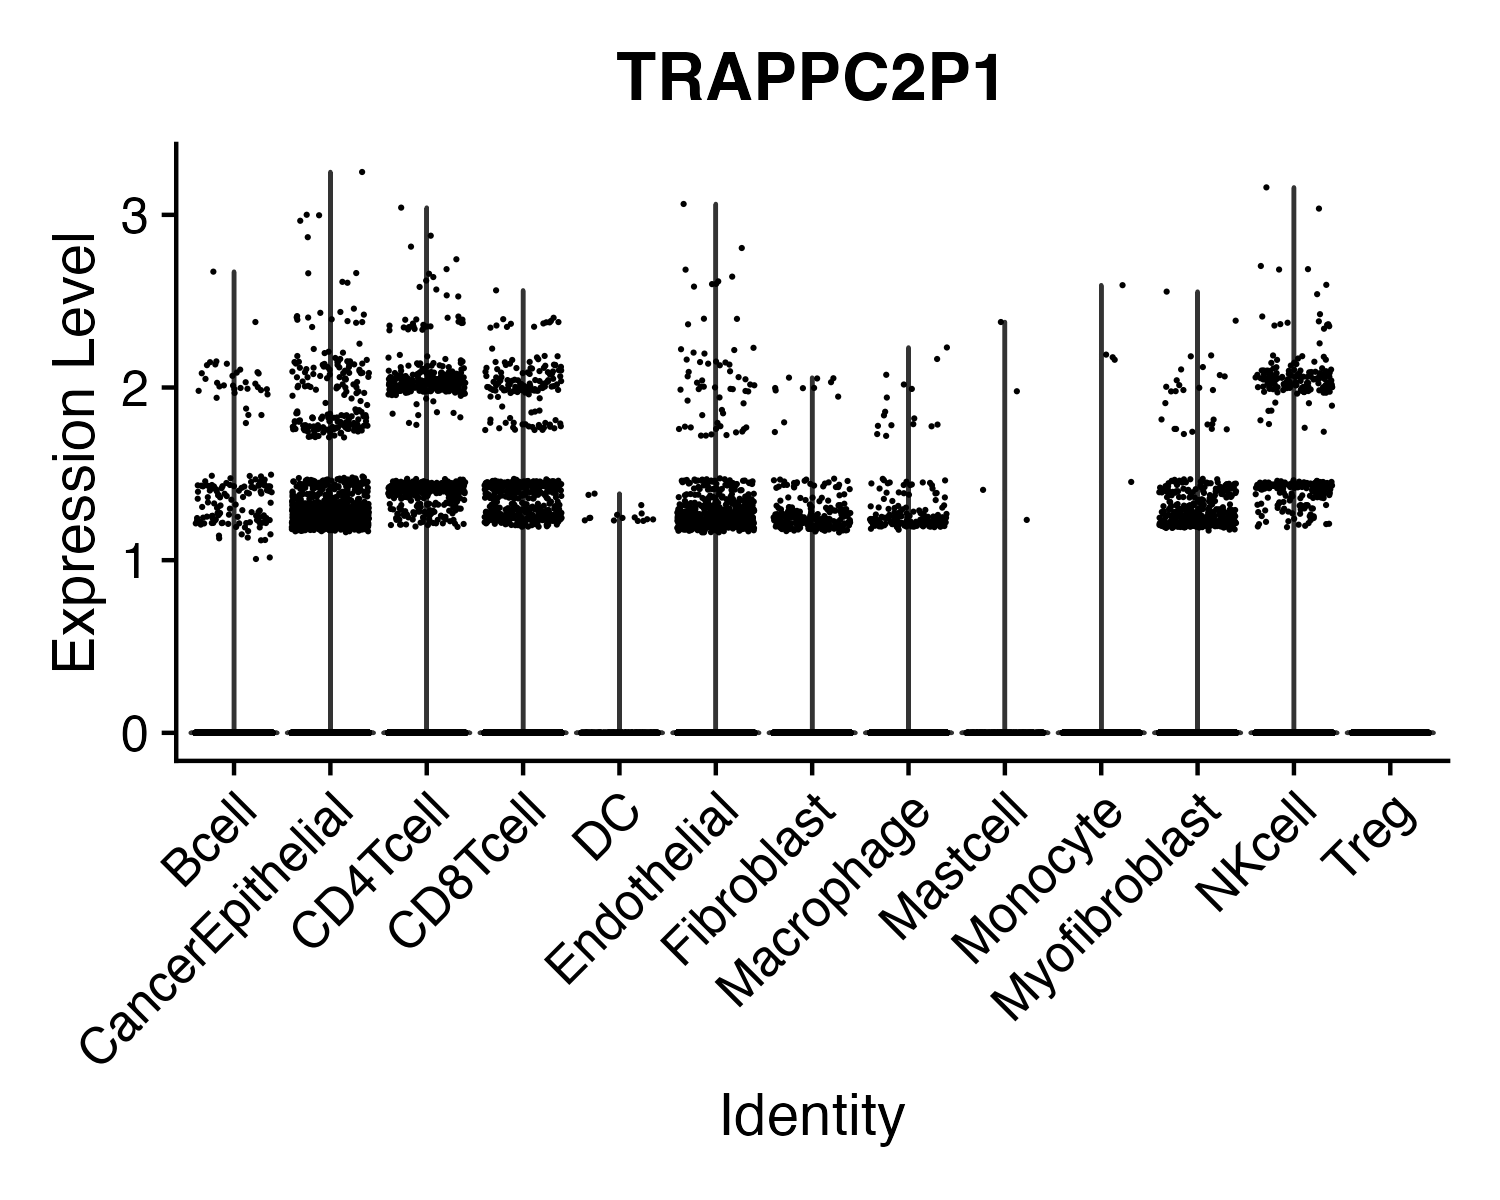 TRAPPC2P1
Expression Level
3
2
1
0
Bcell
CancerEpithelial
CD4Tcell
CD8Tcell
DC
Endothelial
Fibroblast
Macrophage
Mastcell
Monocyte
Myofibroblast
NKcell
Treg
Identity